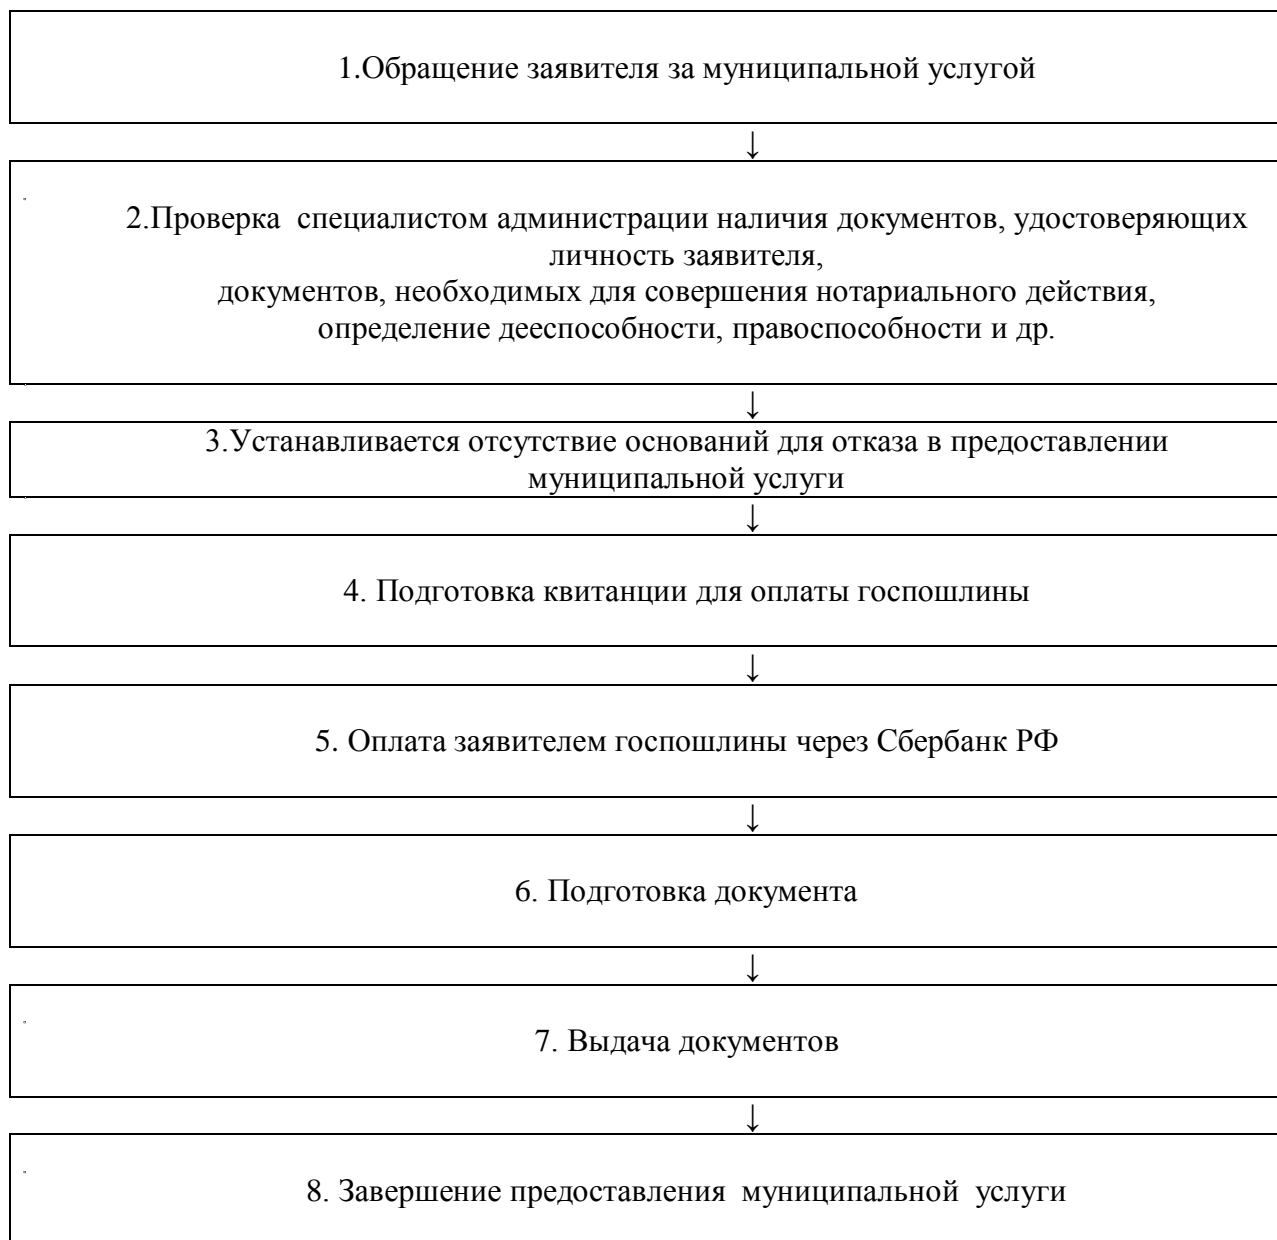 1.Обращение заявителя за муниципальной услугой
↓
2.Проверка  специалистом администрации наличия документов, удостоверяющих
личность заявителя,
документов, необходимых для совершения нотариального действия,
определение дееспособности, правоспособности и др.
↓
3.Устанавливается отсутствие оснований для отказа в предоставлении
муниципальной услуги
↓
4. Подготовка квитанции для оплаты госпошлины
↓
5. Оплата заявителем госпошлины через Сбербанк РФ
↓
6. Подготовка документа
↓
7. Выдача документов
↓
8. Завершение предоставления  муниципальной  услуги